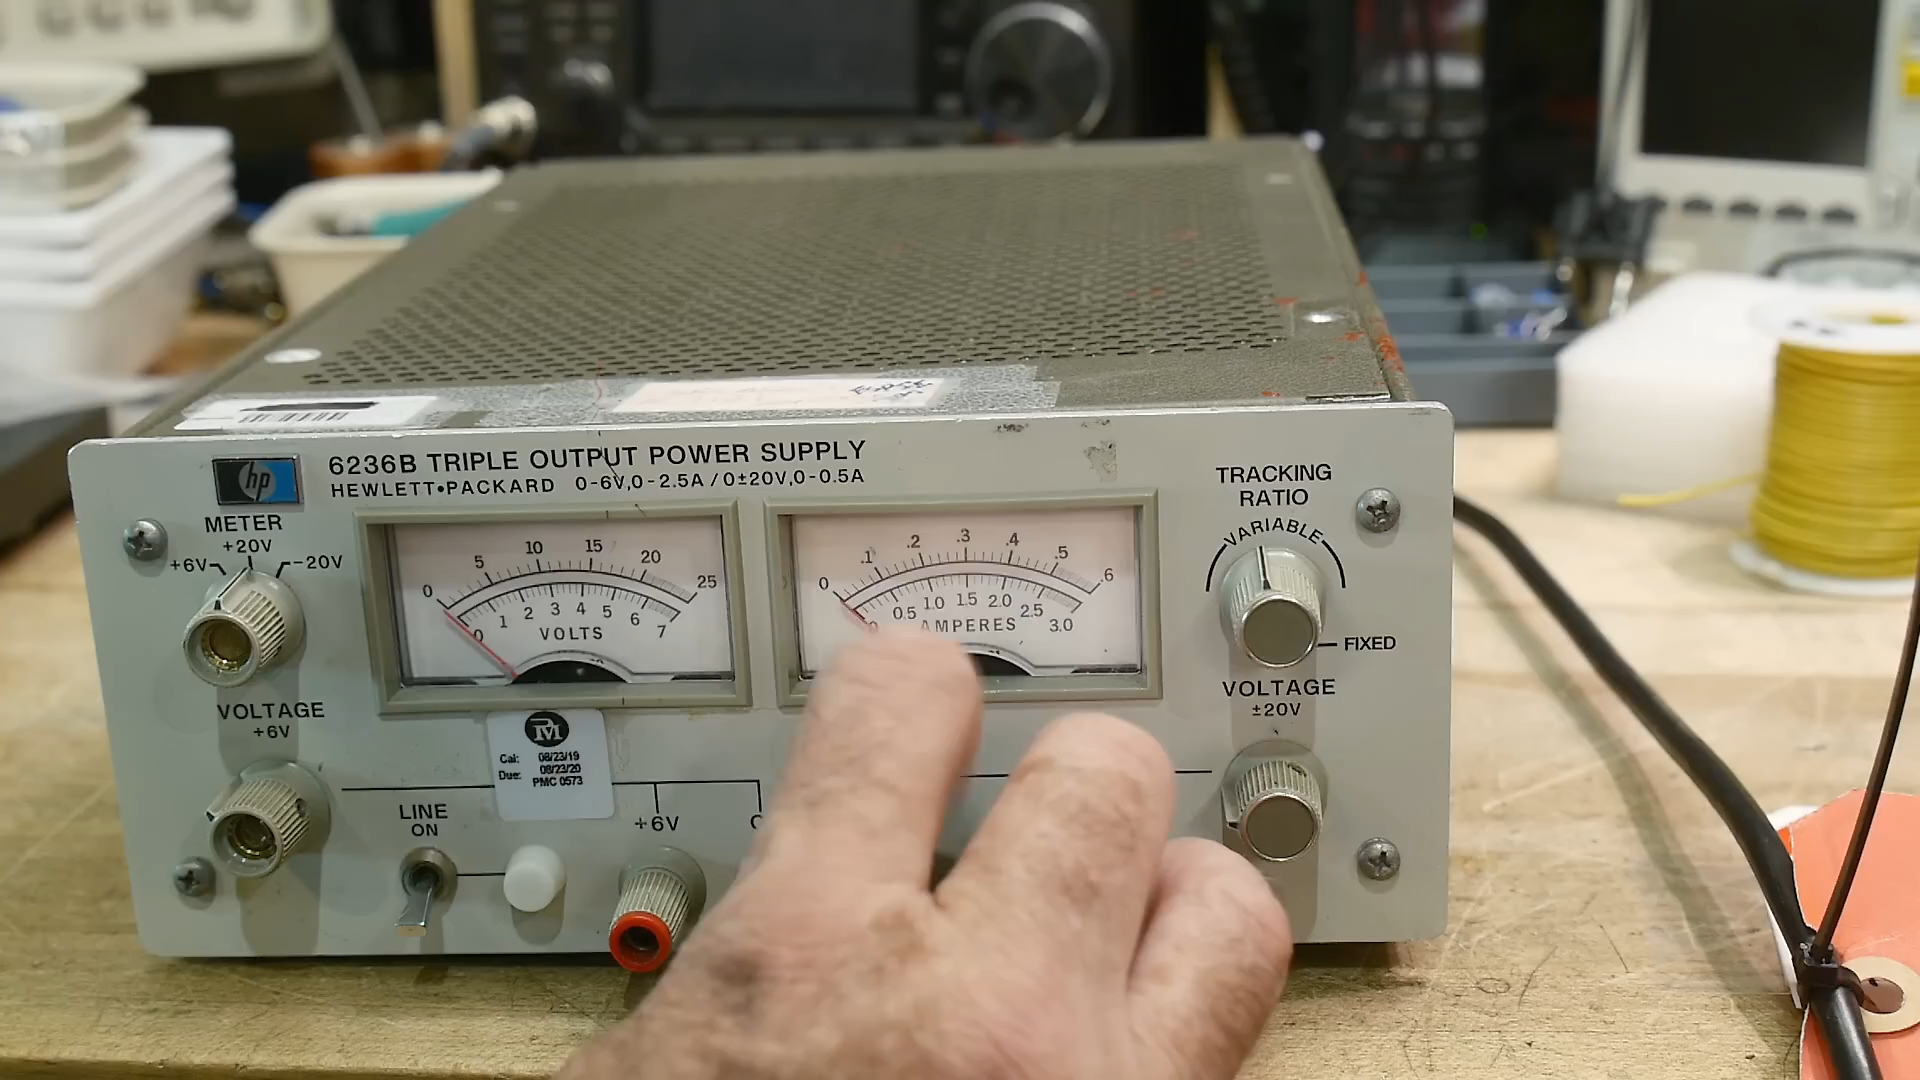 6236B TRIPLE OUTPUT POWER SUPPLY
hp
HEWLETT•PACKARD 0-6V,0-2.5A / 0±20V,0-0.5A
METER
+20V
+6V
-20V
0 5 10 15 20 25
0 1 2 3 4 5 6 7
VOLTS
0 .1 .2 .3 .4 .5 .6
0.5 1.0 1.5 2.0 2.5 3.0
AMPERES
TRACKING
RATIO
VARIABLE
FIXED
VOLTAGE
+6V
VOLTAGE
±20V
Cal: 08/23/19
Due: 08/23/20
PMC 0573
LINE
ON
+6V